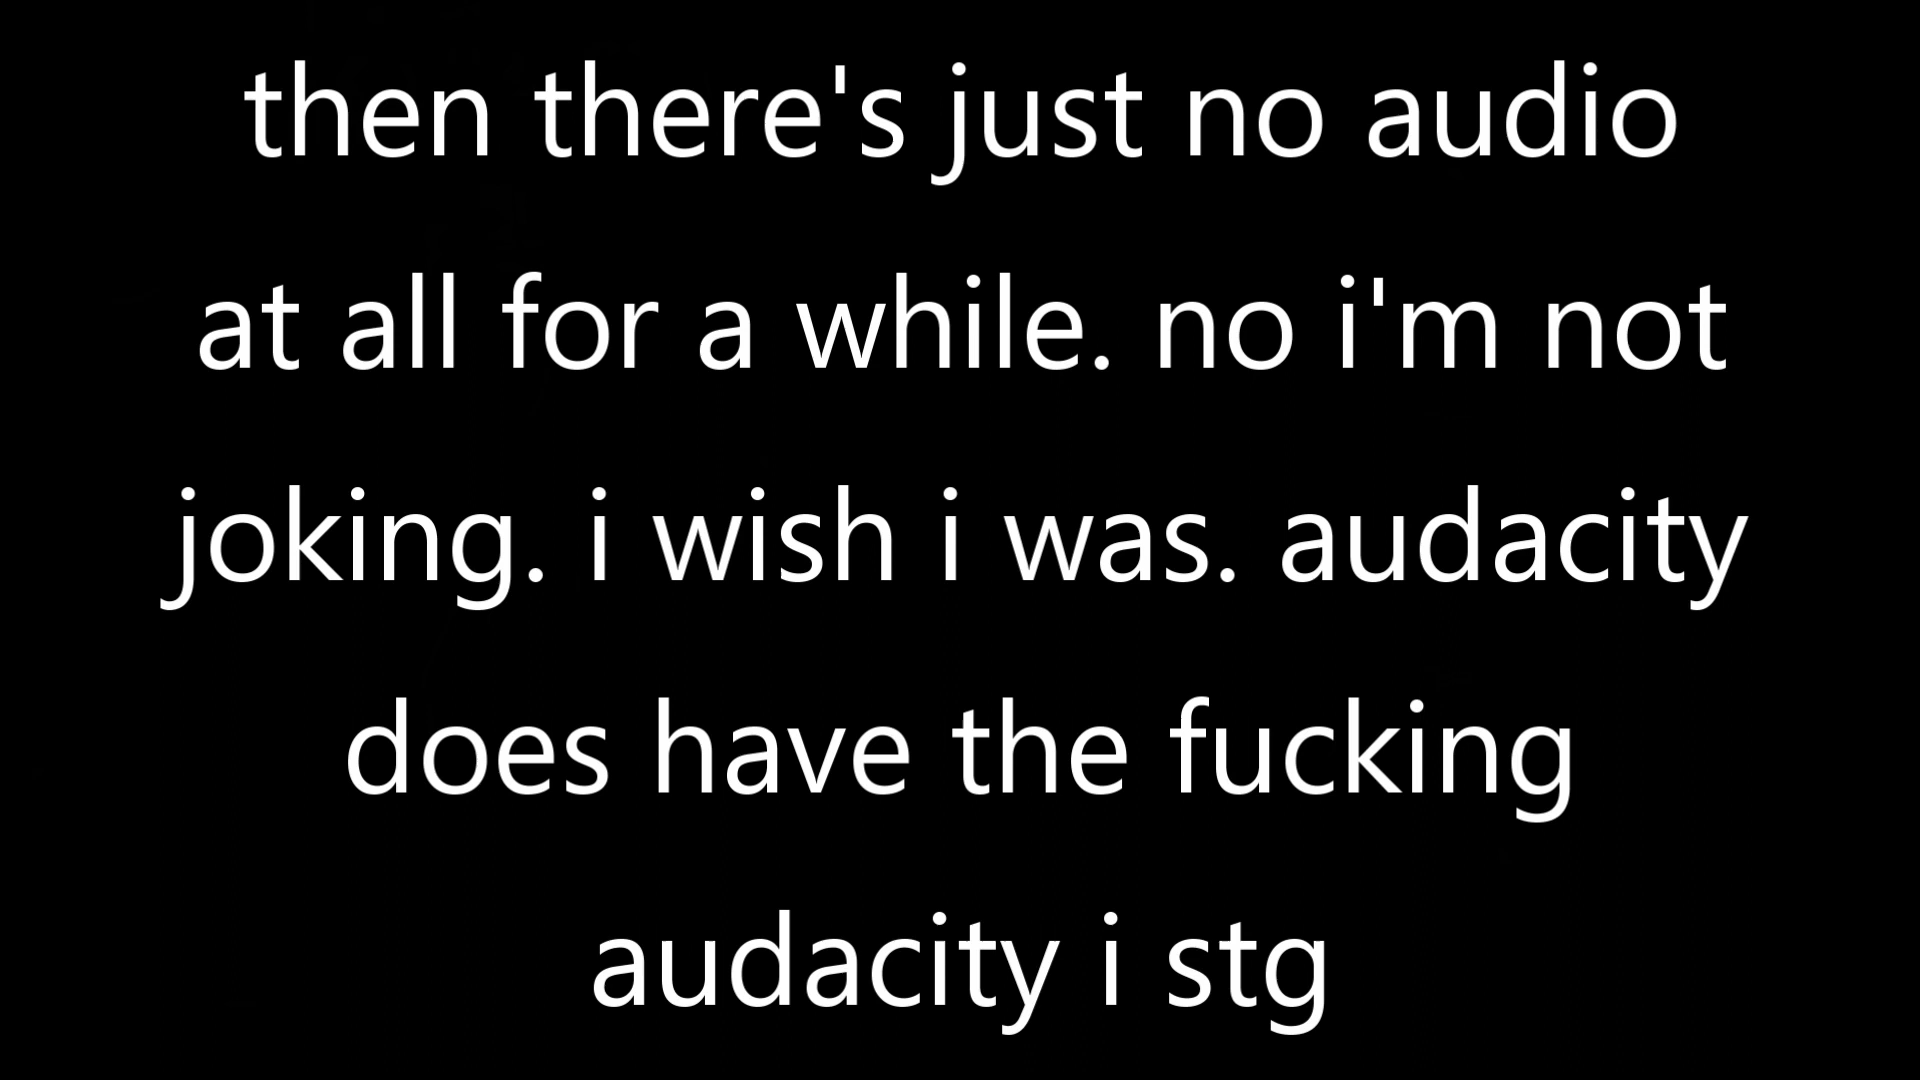 then there's just no audio
at all for a while. no i'm not
joking. i wish i was. audacity
does have the fucking
audacity i stg